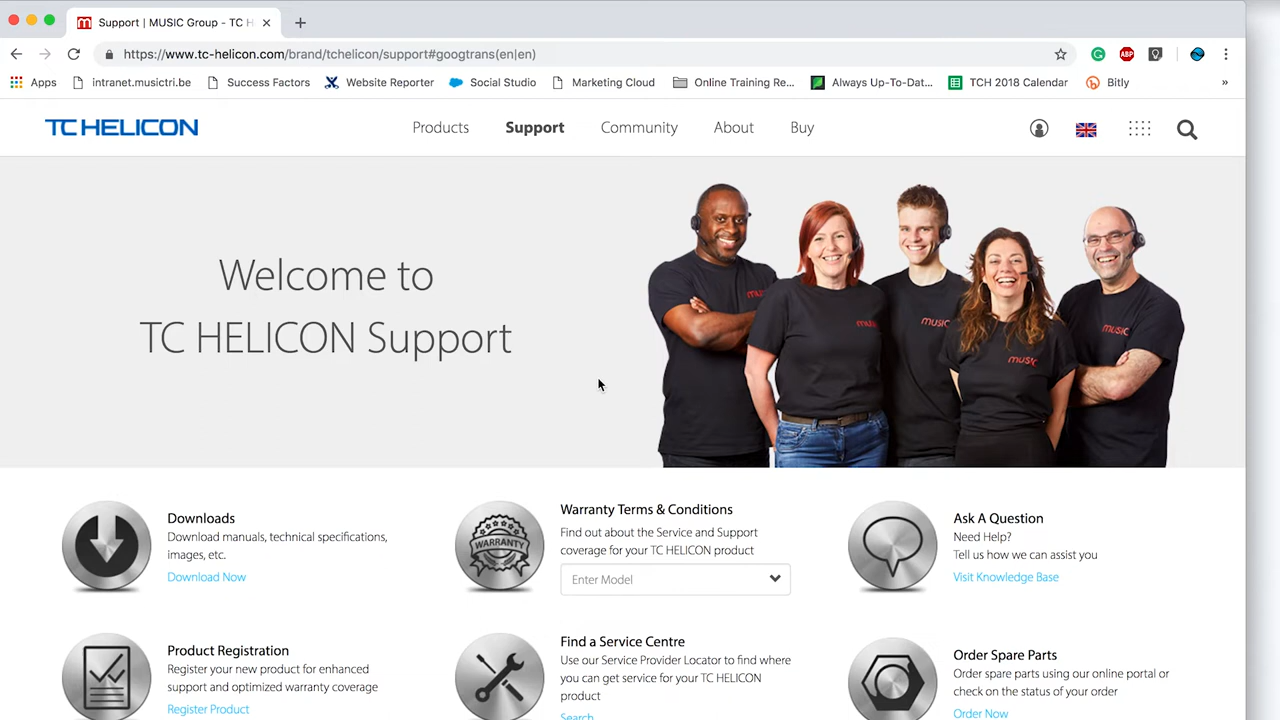 Support | MUSIC Group - TC H
https://www.tc-helicon.com/brand/tchelicon/support#googtrans(en|en)
ABP
Apps intranet.musictri.be Success Factors Website Reporter Social Studio Marketing Cloud Online Training Re... Always Up-To-Dat... TCH 2018 Calendar Bitly »
TC HELICON Products Support Community About Buy
Welcome to
TC HELICON Support
music music music music
Downloads
Download manuals, technical specifications,
images, etc.
Download Now
WARRANTY
Warranty Terms & Conditions
Find out about the Service and Support
coverage for your TC HELICON product
Enter Model
Ask A Question
Need Help?
Tell us how we can assist you
Visit Knowledge Base
Product Registration
Register your new product for enhanced
support and optimized warranty coverage
Register Product
Find a Service Centre
Use our Service Provider Locator to find where
you can get service for your TC HELICON
product
Search
Order Spare Parts
Order spare parts using our online portal or
check on the status of your order
Order Now